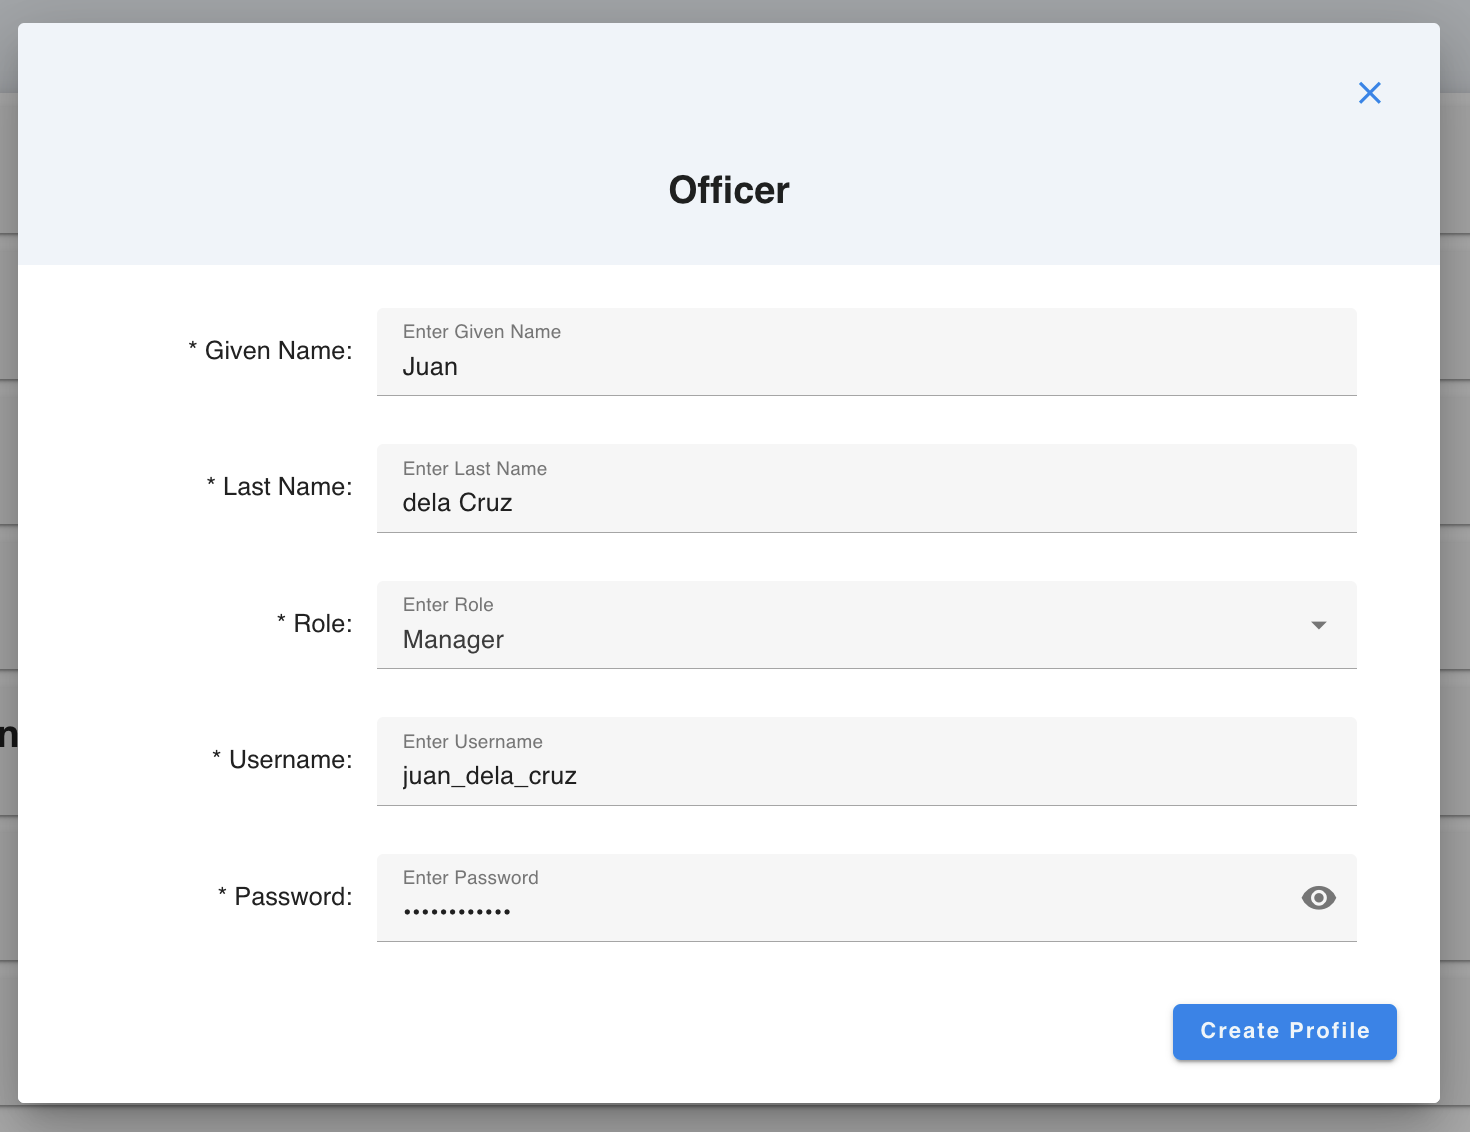 Officer
* Given Name:
Enter Given Name
Juan
* Last Name:
Enter Last Name
dela Cruz
* Role:
Enter Role
Manager
n
* Username:
Enter Username
juan_dela_cruz
* Password:
Enter Password
••••••••••••
Create Profile